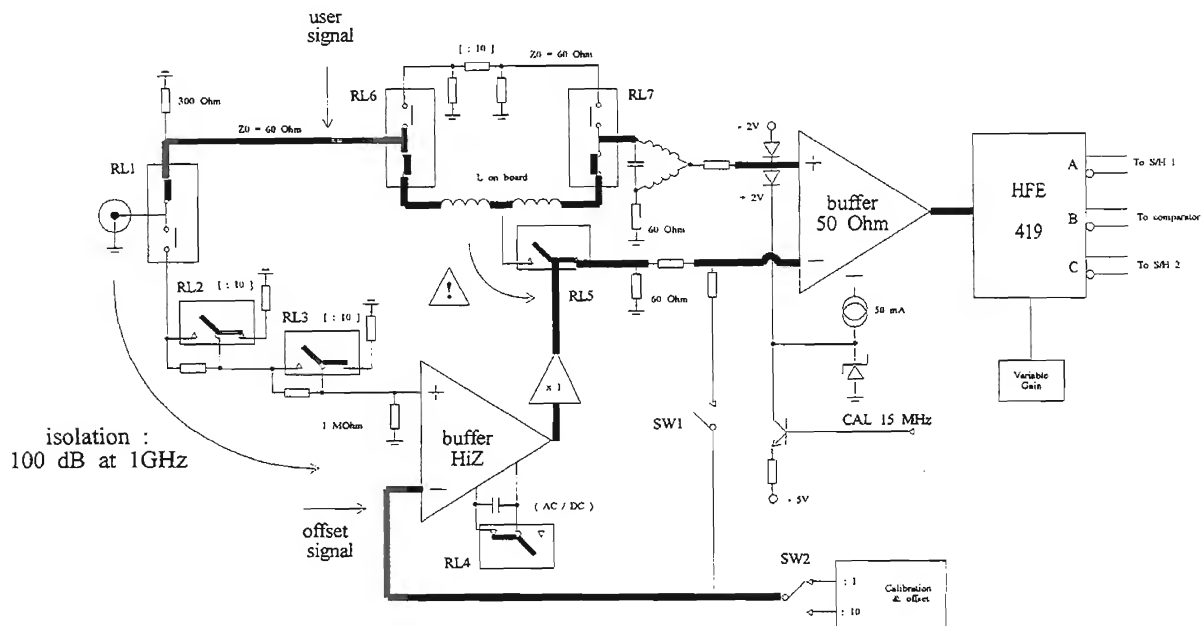 user
signal
[ : 10 ]
Z0 = 60 Ohm
300 Ohm
RL6
RL7
Z0 = 60 Ohm
RL1
+ 2V
L on board
+ 2V
+
buffer
50 Ohm
−
HFE
419
A
To S/H 1
B
To comparator
C
To S/H 2
60 Ohm
RL5
60 Ohm
!
RL2
[ : 10 ]
RL3
[ : 10 ]
50 mA
Variable
Gain
x 1
+
1 MOhm
buffer
HiZ
−
SW1
CAL 15 MHz
isolation :
100 dB at 1GHz
offset
signal
( AC / DC )
RL4
- 5V
SW2
: 1
: 10
Calibration
& offset